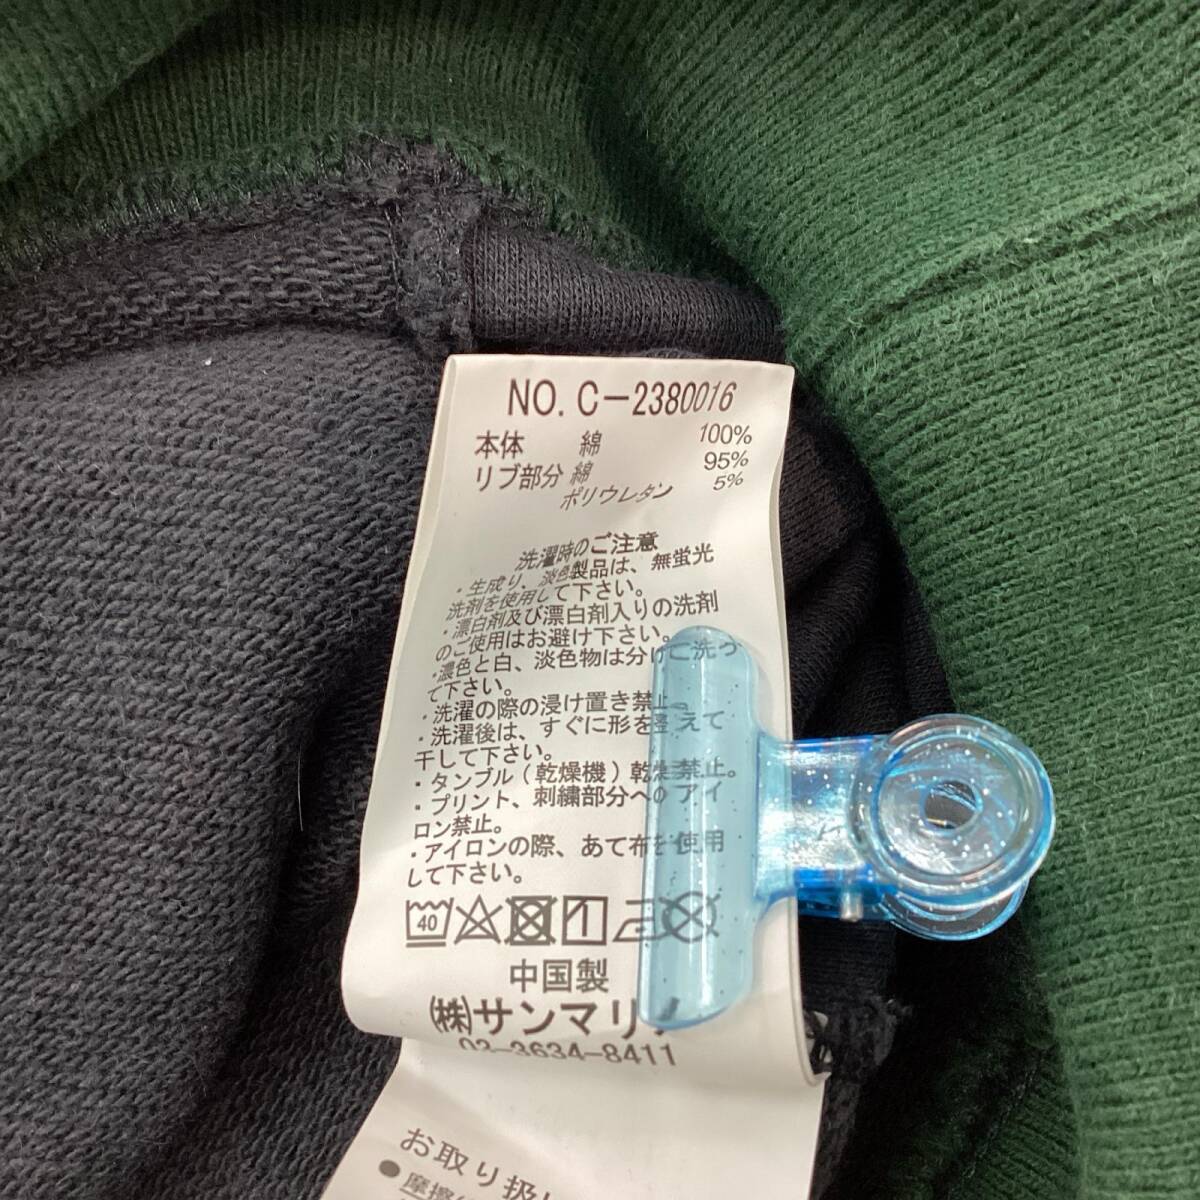 NO. C-2380016
本体 綿 100%
リブ部分 綿 95%
ポリウレタン 5%
洗濯時のご注意
・生成り、淡色製品は、無蛍光
洗剤を使用して下さい。
・漂白剤及び漂白剤入りの洗剤
のご使用はお避け下さい。
・濃色と白、淡色物は分けて洗っ
て下さい。
・洗濯の際の浸け置き禁止。
・洗濯後は、すぐに形を整えて
干して下さい。
・タンブル(乾燥機)乾燥禁止。
・プリント、刺繍部分へのアイ
ロン禁止。
・アイロンの際、あて布を使用
して下さい。
40
中国製
㈱サンマリノ
03-3634-8411
お取り扱い